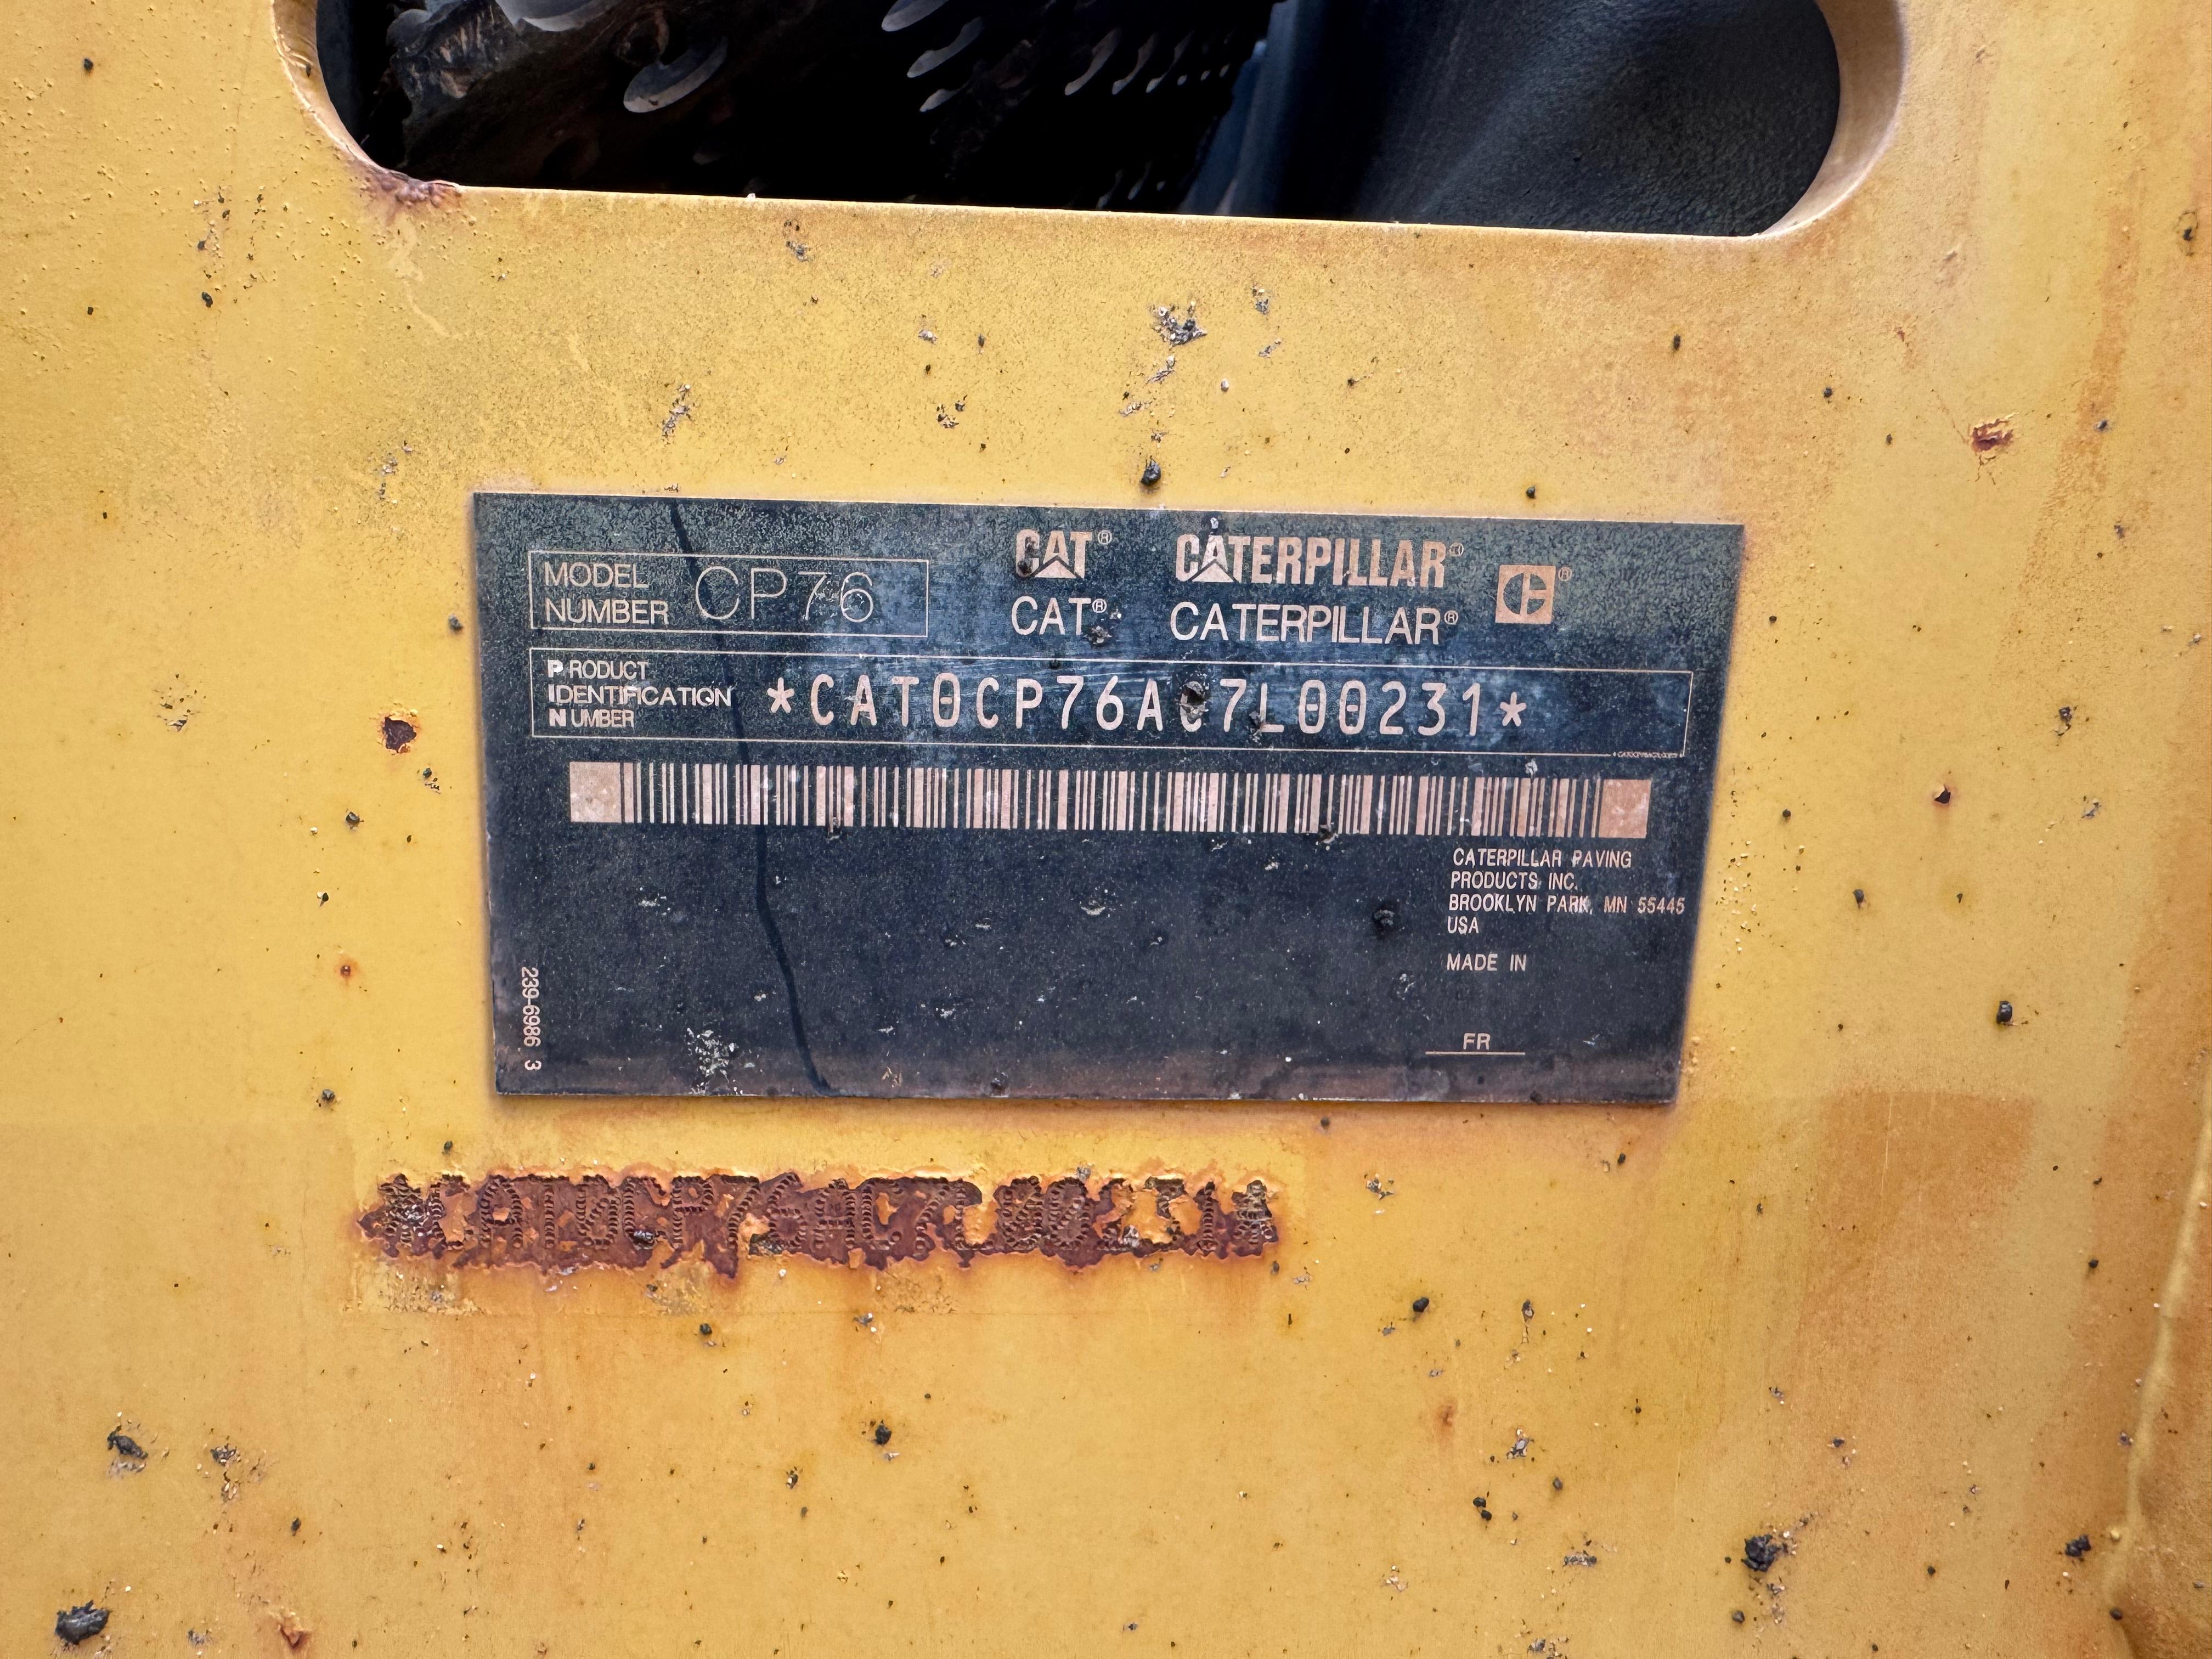 MODEL NUMBER CP76
CAT® CATERPILLAR® C®
CAT® CATERPILLAR®
PRODUCT IDENTIFICATION NUMBER *CAT0CP76AC7L00231*
CATERPILLAR PAVING
PRODUCTS INC.
BROOKLYN PARK, MN 55445
USA
MADE IN
FR
239-6986 3